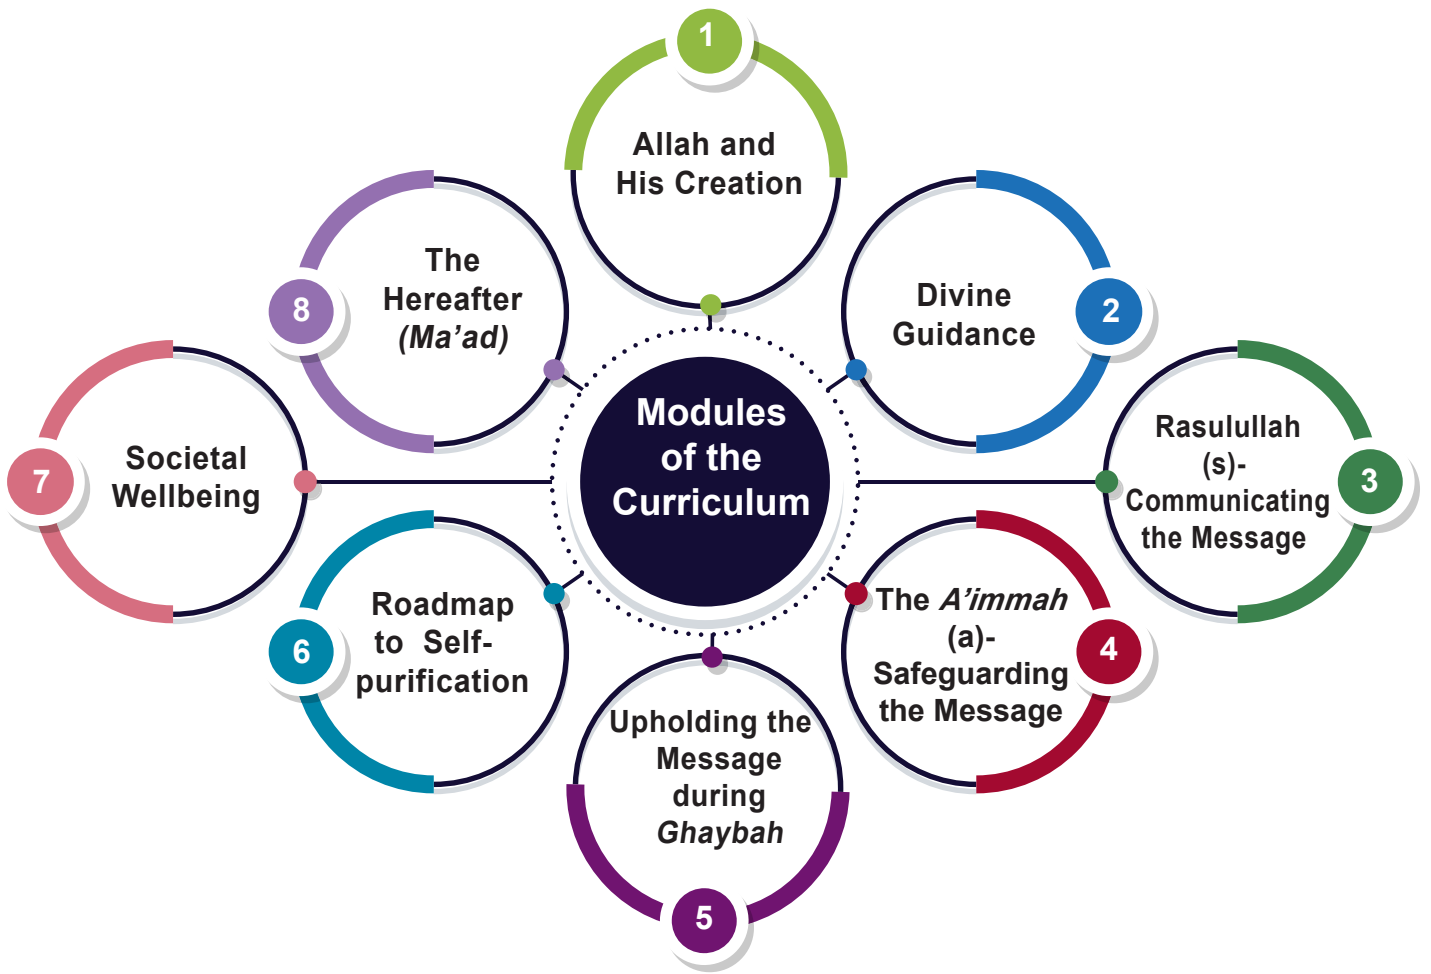 Modules
of the
Curriculum
1
Allah and
His Creation
2
Divine
Guidance
3
Rasulullah
(s)-
Communicating
the Message
4
The A’immah
(a)-
Safeguarding
the Message
5
Upholding the
Message
during
Ghaybah
6
Roadmap
to Self-
purification
7
Societal
Wellbeing
8
The
Hereafter
(Ma’ad)